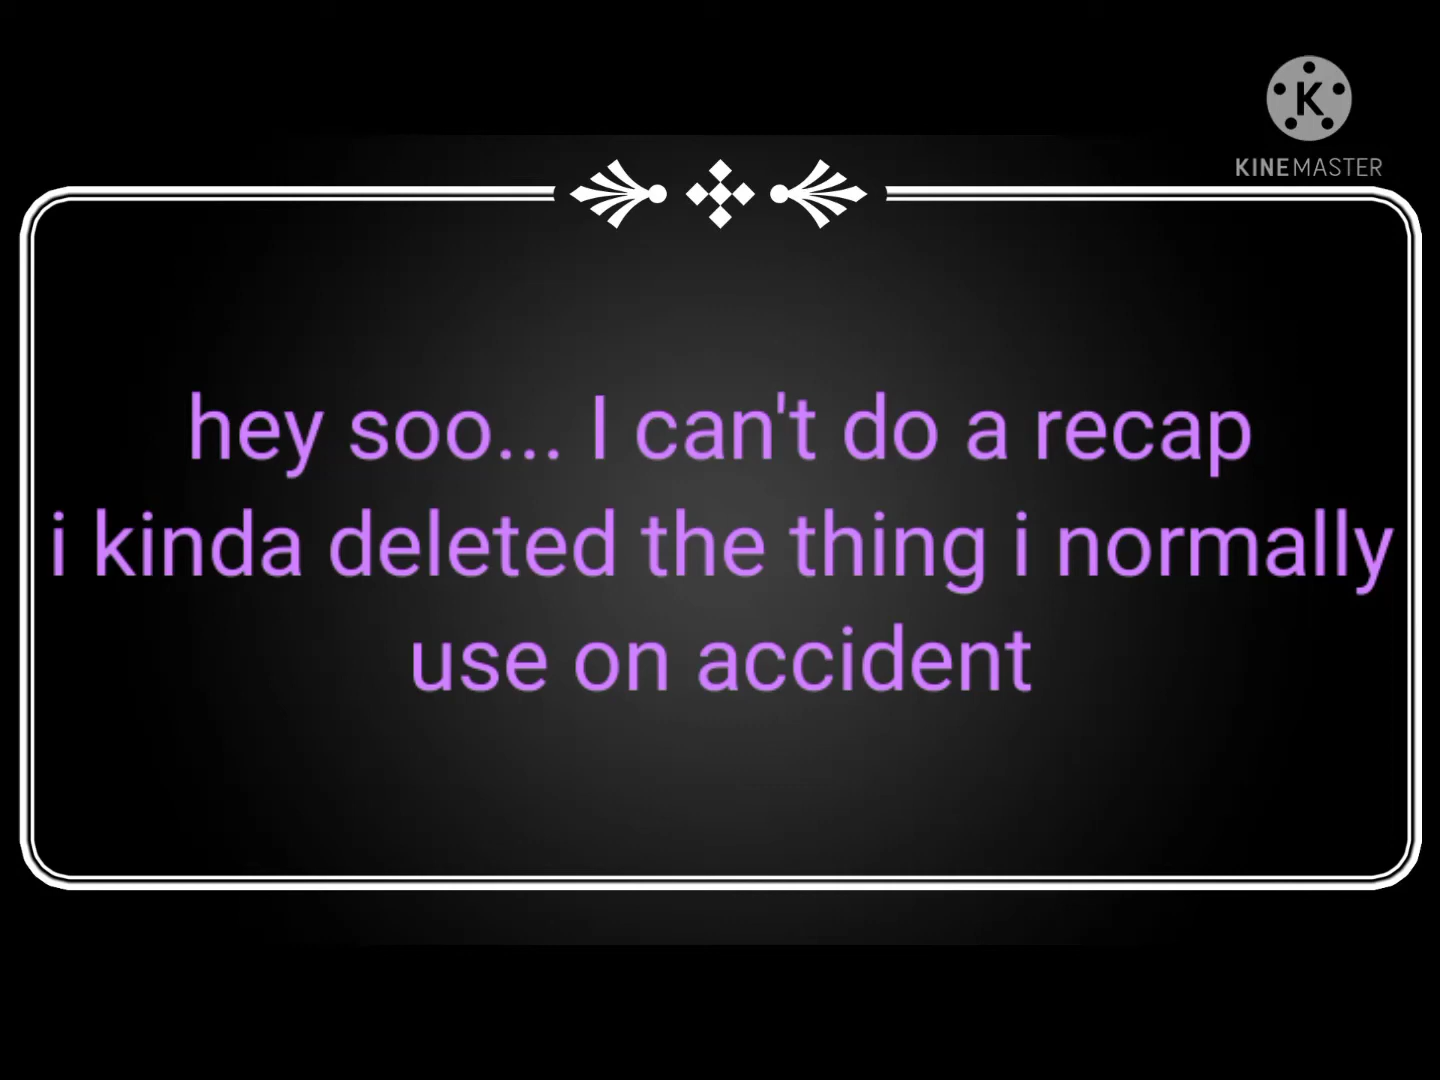 K
KINEMASTER
hey soo... I can't do a recap
i kinda deleted the thing i normally
use on accident